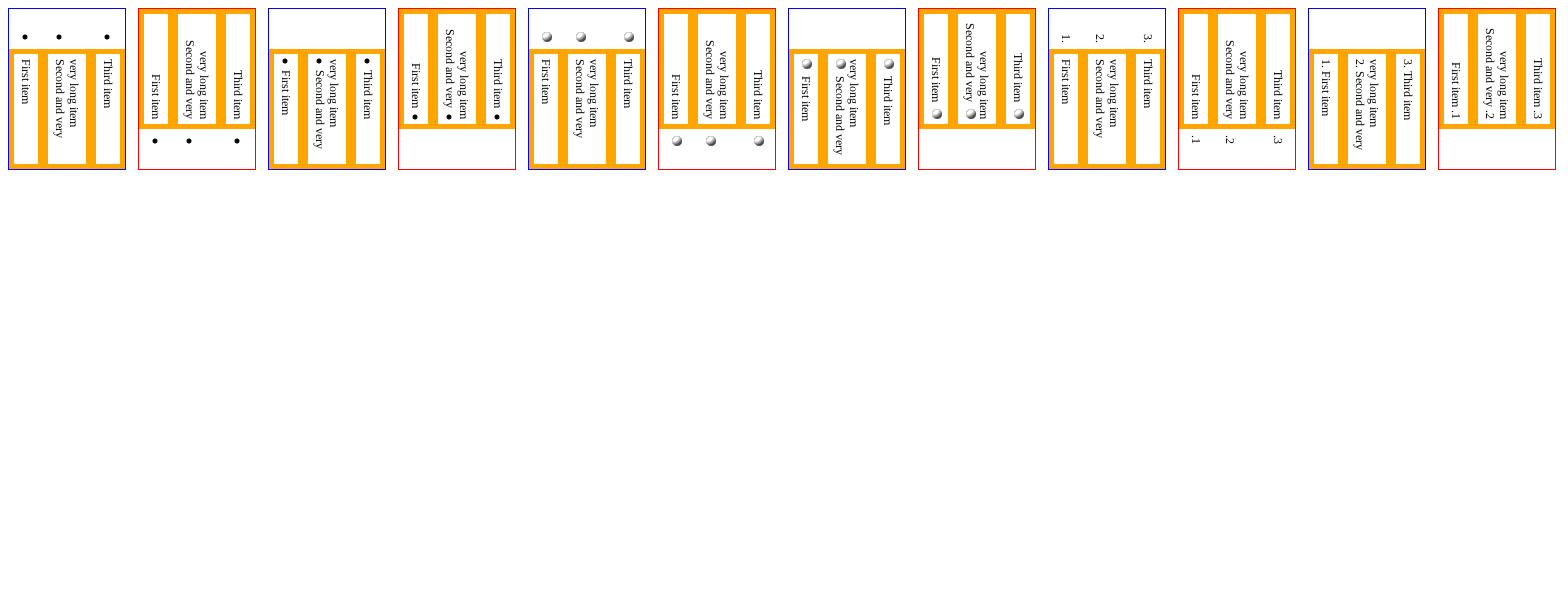 • First item
• Second and very
very long item
• Third item
First item •
Second and very •
very long item
Third item •
• First item
• Second and very
very long item
• Third item
First item •
Second and very •
very long item
Third item •
First item
Second and very
very long item
Third item
First item
Second and very
very long item
Third item
First item
Second and very
very long item
Third item
First item
Second and very
very long item
Third item
1. First item
2. Second and very
very long item
3. Third item
First item .1
Second and very .2
very long item
Third item .3
1. First item
2. Second and very
very long item
3. Third item
First item .1
Second and very .2
very long item
Third item .3